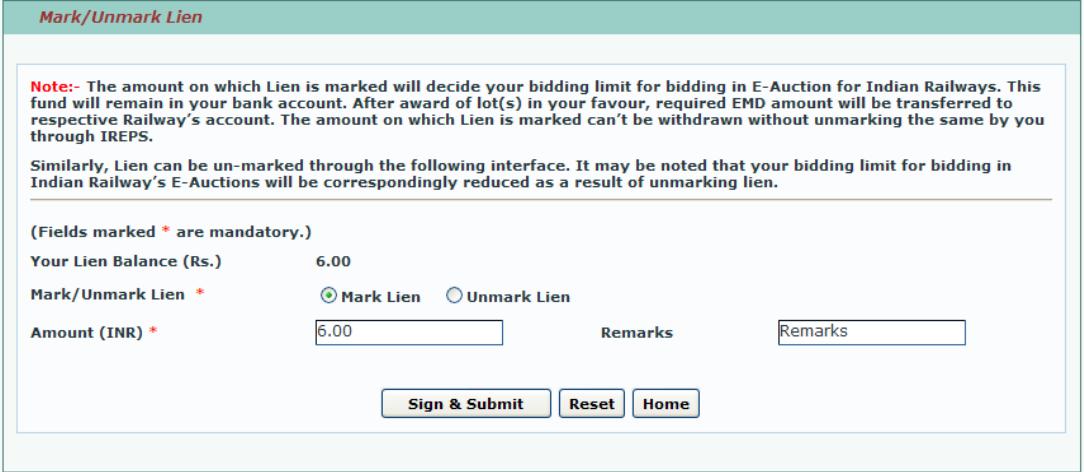 Mark/Unmark Lien
Note:- The amount on which Lien is marked will decide your bidding limit for bidding in E-Auction for Indian Railways. This
fund will remain in your bank account. After award of lot(s) in your favour, required EMD amount will be transferred to
respective Railway's account. The amount on which Lien is marked can't be withdrawn without unmarking the same by you
through IREPS.
Similarly, Lien can be un-marked through the following interface. It may be noted that your bidding limit for bidding in
Indian Railway's E-Auctions will be correspondingly reduced as a result of unmarking lien.
(Fields marked * are mandatory.)
Your Lien Balance (Rs.) 6.00
Mark/Unmark Lien * Mark Lien Unmark Lien
Amount (INR) * 6.00 Remarks Remarks
Sign & Submit Reset Home